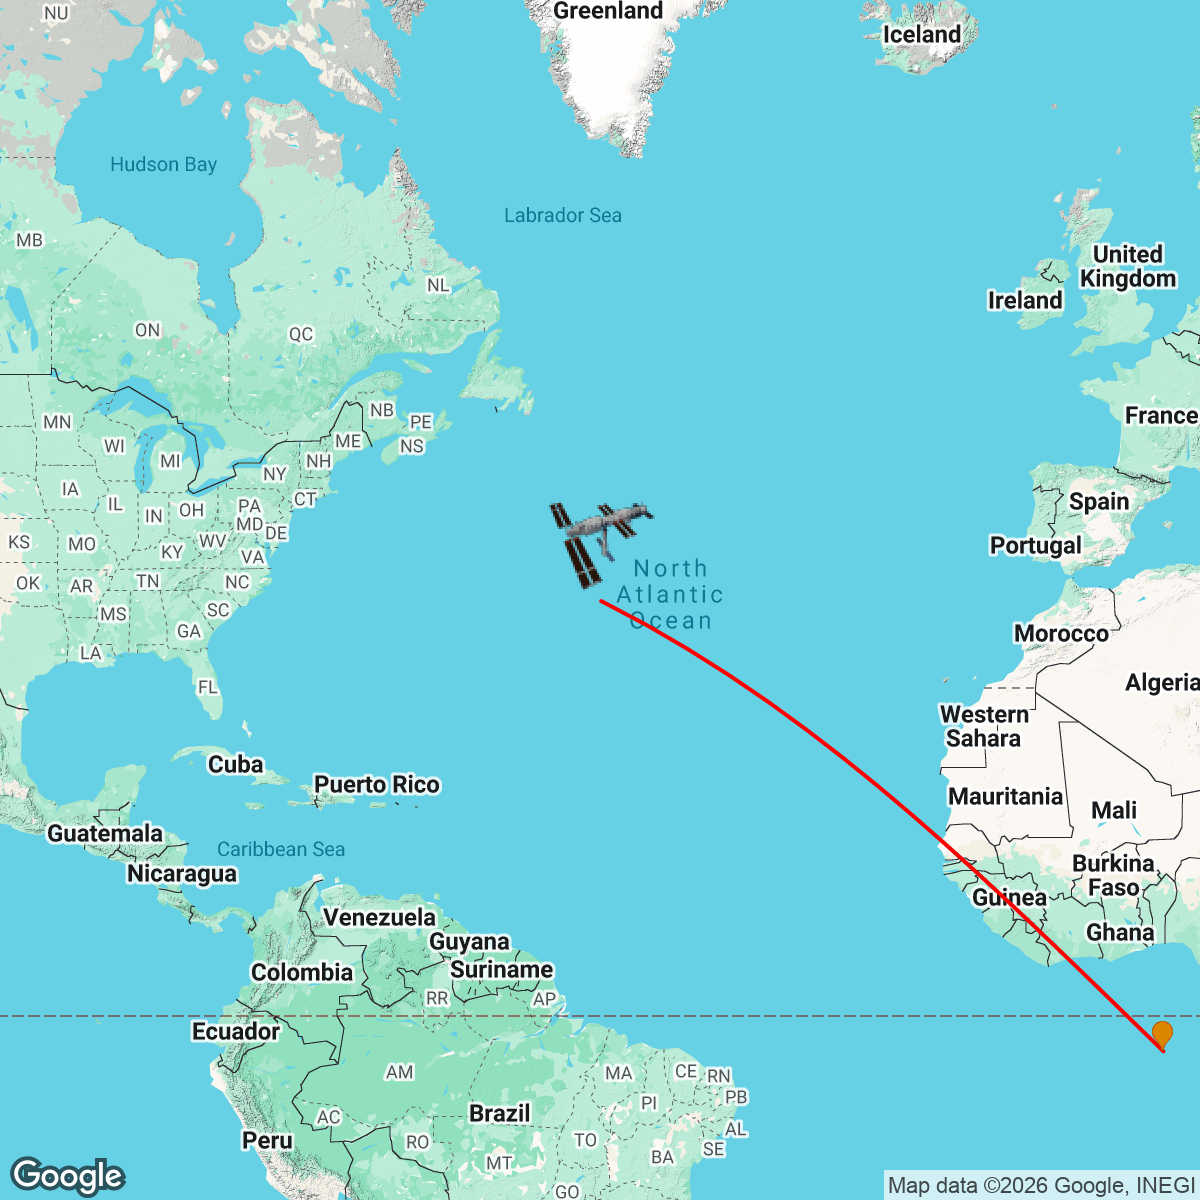 NU
Greenland
Iceland
Hudson Bay
Labrador Sea
MB
United
Kingdom
NL
Ireland
ON
QC
NB
PE
France
MN
WI
ME
NS
MI
NH
NY
IA
IL
IN
OH
PA
CT
Spain
MD
DE
KS
MO
KY
WV
VA
Portugal
North
Atlantic
Ocean
OK
AR
TN
NC
MS
SC
GA
Morocco
LA
FL
Algeria
Western
Sahara
Cuba
Puerto Rico
Mauritania
Mali
Guatemala
Caribbean Sea
Nicaragua
Burkina
Faso
Guinea
Venezuela
Ghana
Guyana
Suriname
Colombia
RR
AP
Ecuador
AM
MA
CE
RN
PI
PB
AC
Brazil
AL
Peru
RO
TO
SE
MT
BA
GO
Google
Map data ©2026 Google, INEGI